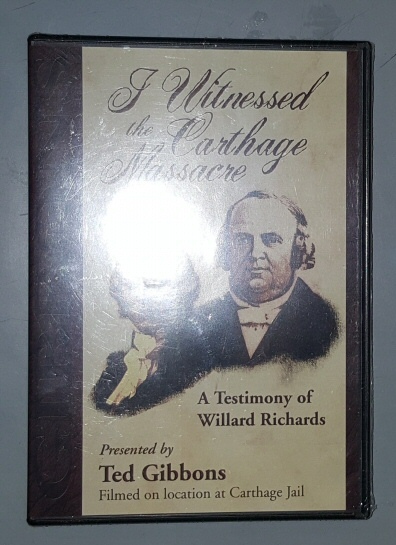 I Witnessed
the Carthage
Massacre
A Testimony of
Willard Richards
Presented by
Ted Gibbons
Filmed on location at Carthage Jail